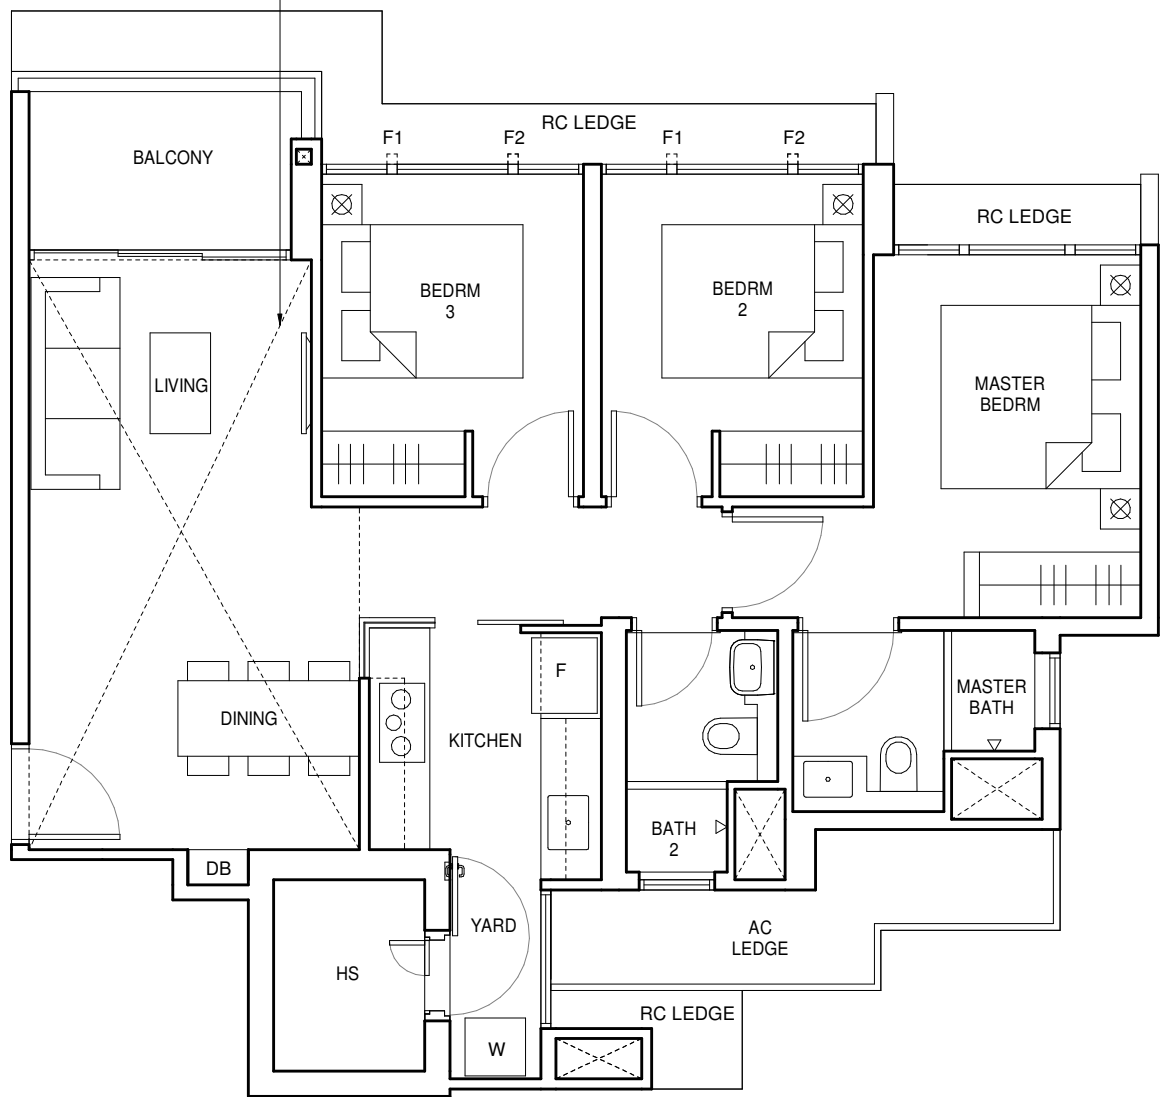 RC LEDGE
F1
F2
F1
F2
BALCONY
RC LEDGE
BEDRM
3
BEDRM
2
LIVING
MASTER
BEDRM
F
MASTER
BATH
DINING
KITCHEN
BATH
2
DB
YARD
AC
LEDGE
HS
RC LEDGE
W